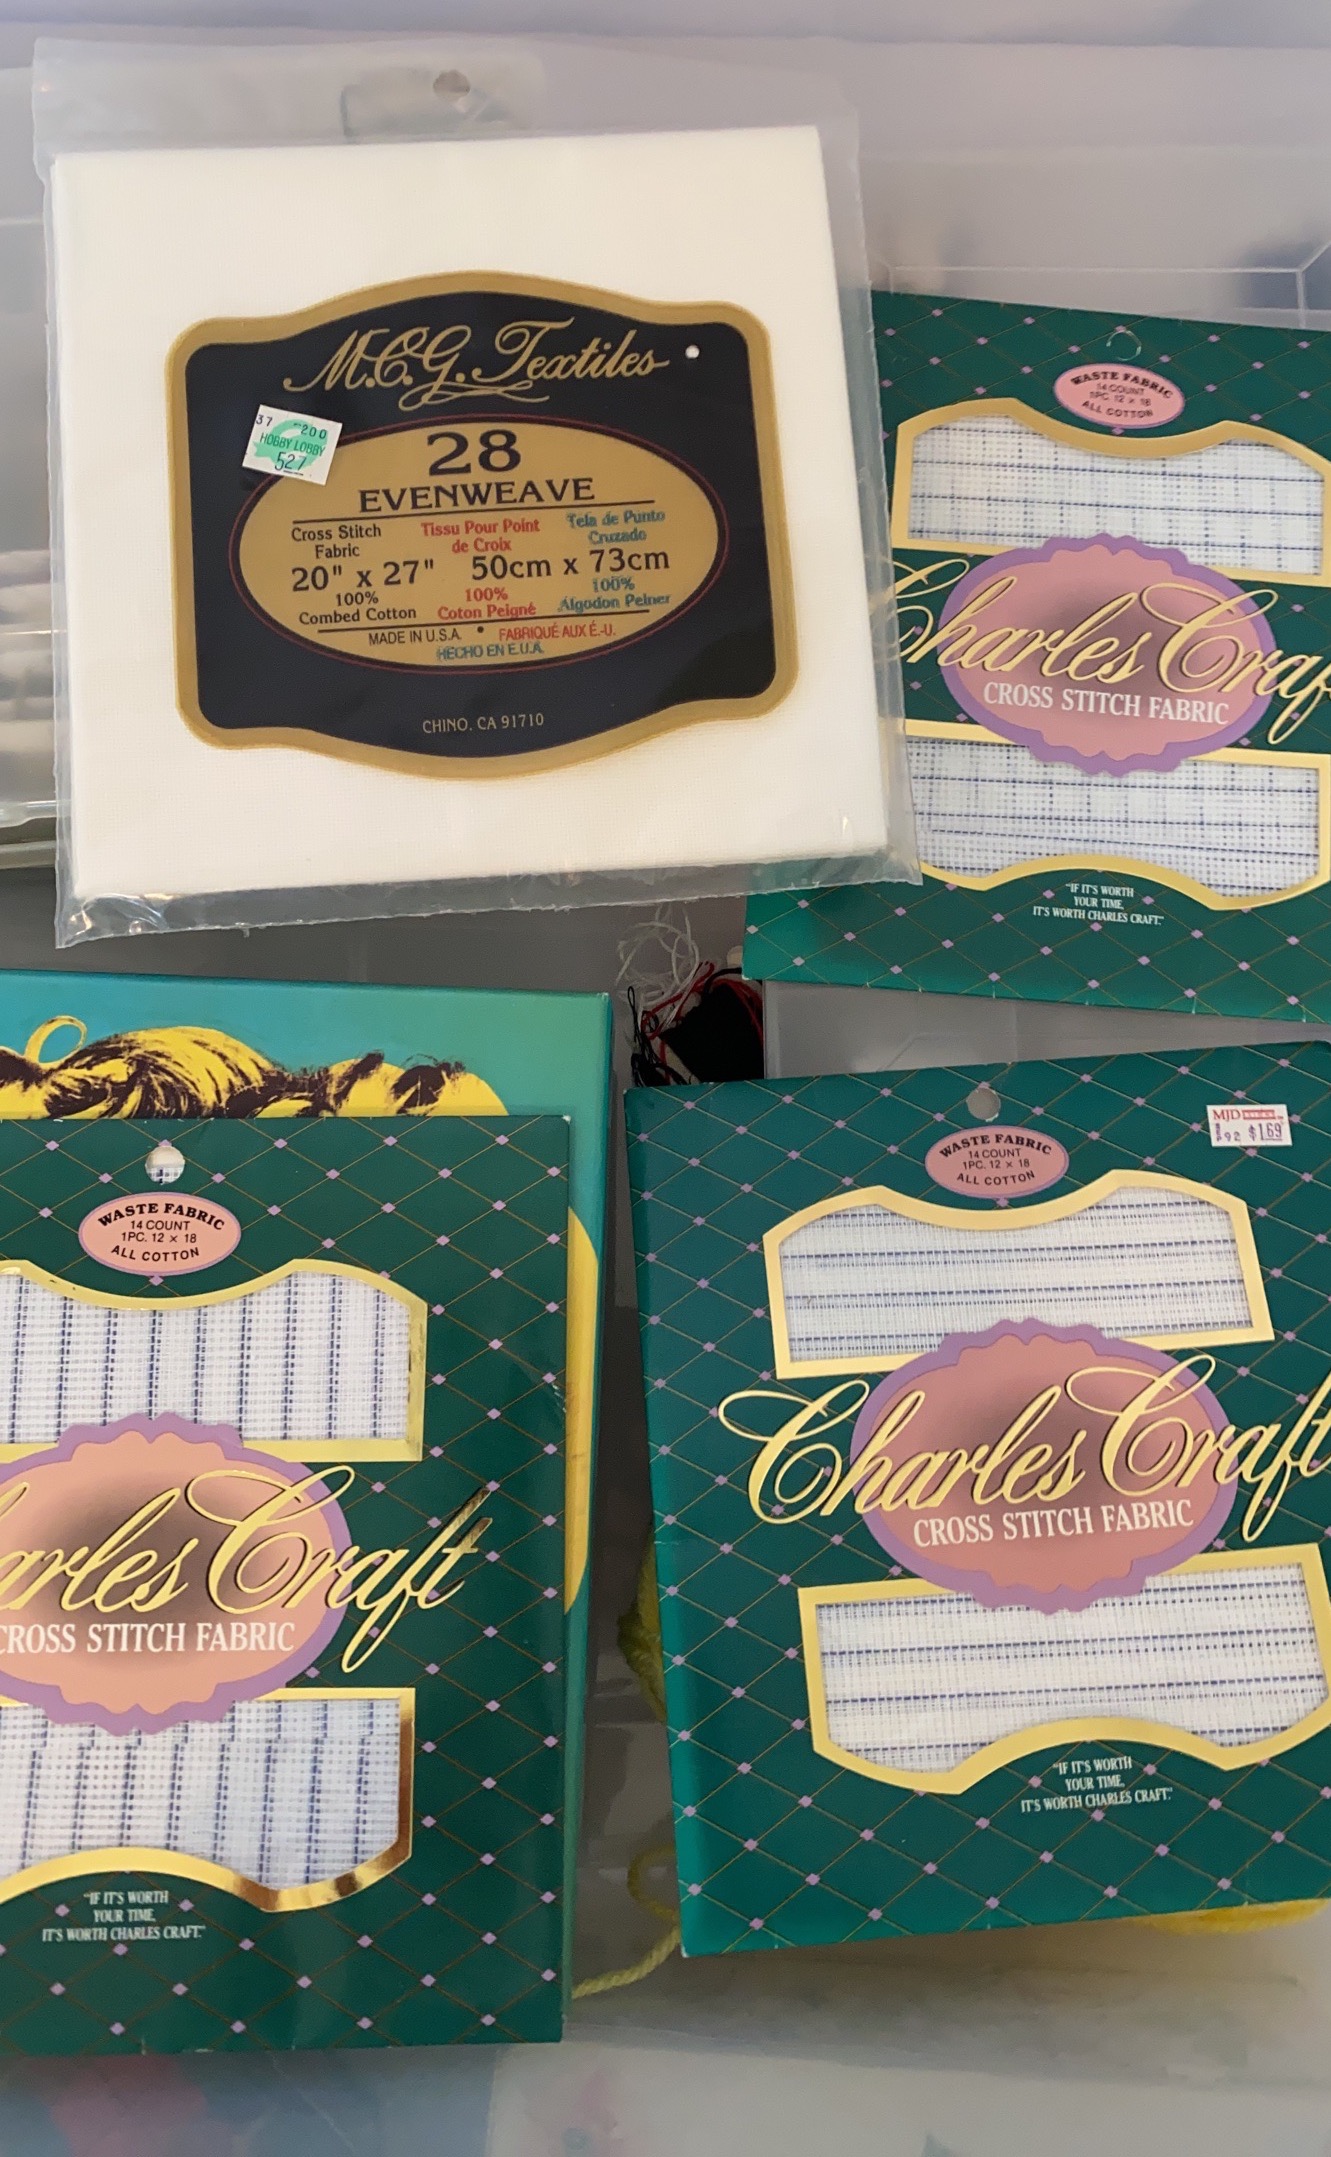 M.C.G. Textiles
37 200
HOBBY LOBBY
527
28
EVENWEAVE
Cross Stitch
Fabric
Tissu Pour Point
de Croix
Tela de Punto
Cruzado
20" x 27" 50cm x 73cm
100%
Combed Cotton
100%
Coton Peigné
100%
Algodon Peiner
MADE IN U.S.A. • FABRIQUÉ AUX É.-U.
HECHO EN E.U.A.
CHINO, CA 91710
WASTE FABRIC
14 COUNT
1PC. 12 x 18
ALL COTTON
Charles Craf
CROSS STITCH FABRIC
"IF IT'S WORTH
YOUR TIME,
IT'S WORTH CHARLES CRAFT."
WASTE FABRIC
14 COUNT
1PC. 12 x 18
ALL COTTON
arles Craft
CROSS STITCH FABRIC
"IF IT'S WORTH
YOUR TIME,
IT'S WORTH CHARLES CRAFT."
MJD
92 $1.69
WASTE FABRIC
14 COUNT
1PC. 12 x 18
ALL COTTON
Charles Craft
CROSS STITCH FABRIC
"IF IT'S WORTH
YOUR TIME,
IT'S WORTH CHARLES CRAFT."